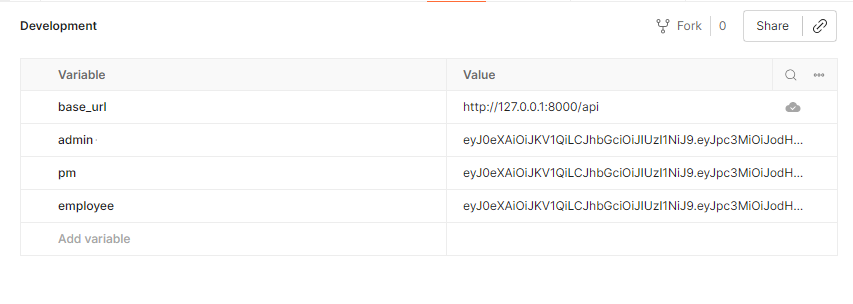 Development Fork 0 Share
Variable Value
base_url http://127.0.0.1:8000/api
admin eyJ0eXAiOiJKV1QiLCJhbGciOiJIUzI1NiJ9.eyJpc3MiOiJodH...
pm eyJ0eXAiOiJKV1QiLCJhbGciOiJIUzI1NiJ9.eyJpc3MiOiJodH...
employee eyJ0eXAiOiJKV1QiLCJhbGciOiJIUzI1NiJ9.eyJpc3MiOiJodH...
Add variable